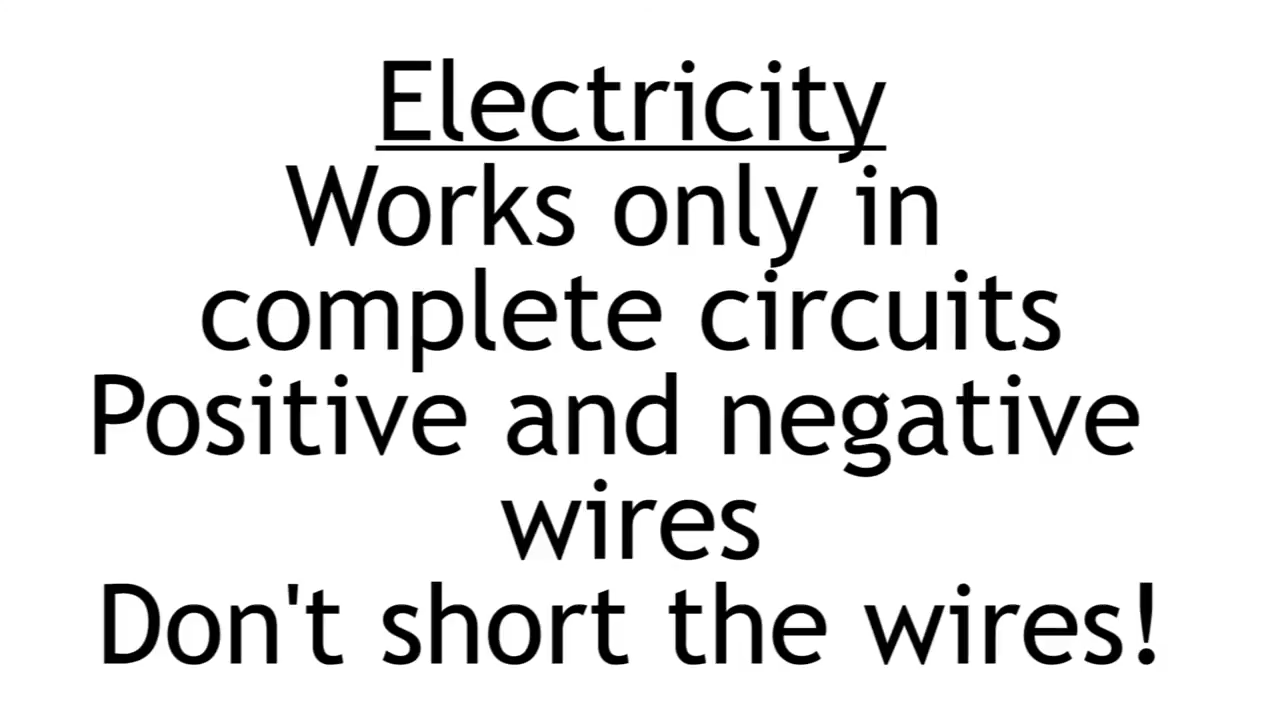 Electricity
Works only in
complete circuits
Positive and negative
wires
Don't short the wires!